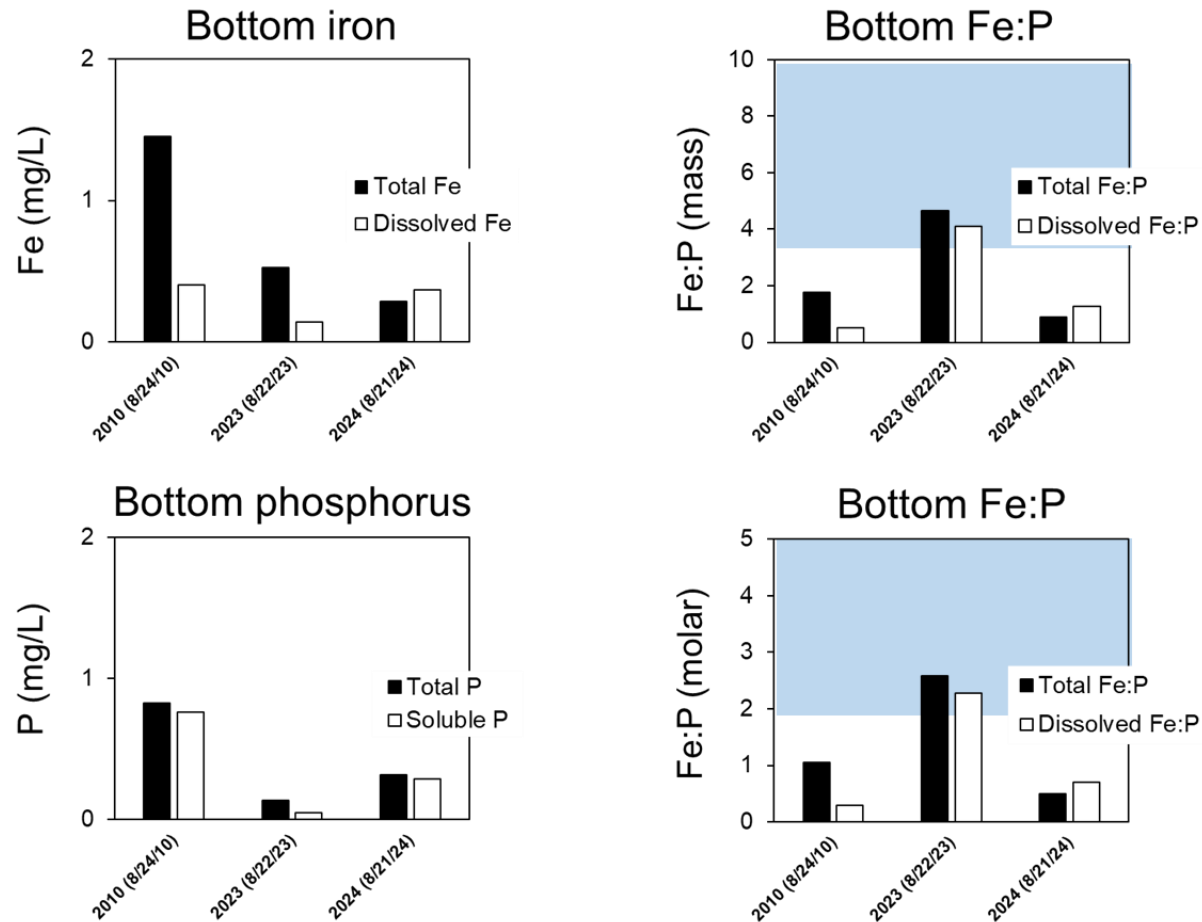 Bottom iron
Fe (mg/L)
2
1
0
Total Fe
Dissolved Fe
2010 (8/24/10)
2023 (8/22/23)
2024 (8/21/24)
Bottom Fe:P
Fe:P (mass)
10
8
6
4
2
0
Total Fe:P
Dissolved Fe:P
2010 (8/24/10)
2023 (8/22/23)
2024 (8/21/24)
Bottom phosphorus
P (mg/L)
2
1
0
Total P
Soluble P
2010 (8/24/10)
2023 (8/22/23)
2024 (8/21/24)
Bottom Fe:P
Fe:P (molar)
5
4
3
2
1
0
Total Fe:P
Dissolved Fe:P
2010 (8/24/10)
2023 (8/22/23)
2024 (8/21/24)